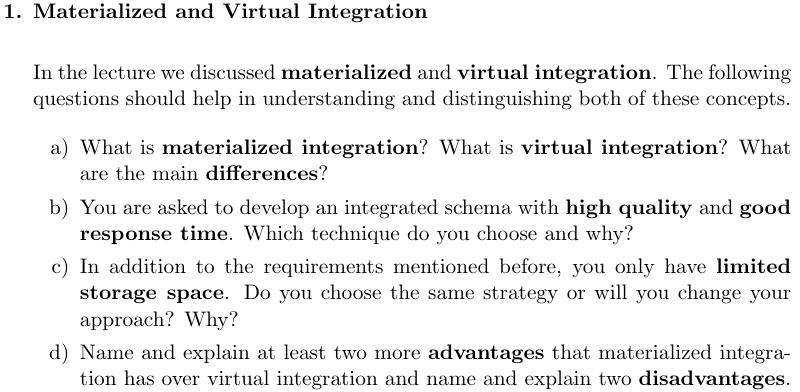 1. Materialized and Virtual Integration
In the lecture we discussed materialized and virtual integration. The following
questions should help in understanding and distinguishing both of these concepts.
a) What is materialized integration? What is virtual integration? What
are the main differences?
b) You are asked to develop an integrated schema with high quality and good
response time. Which technique do you choose and why?
c) In addition to the requirements mentioned before, you only have limited
storage space. Do you choose the same strategy or will you change your
approach? Why?
d) Name and explain at least two more advantages that materialized integra-
tion has over virtual integration and name and explain two disadvantages.